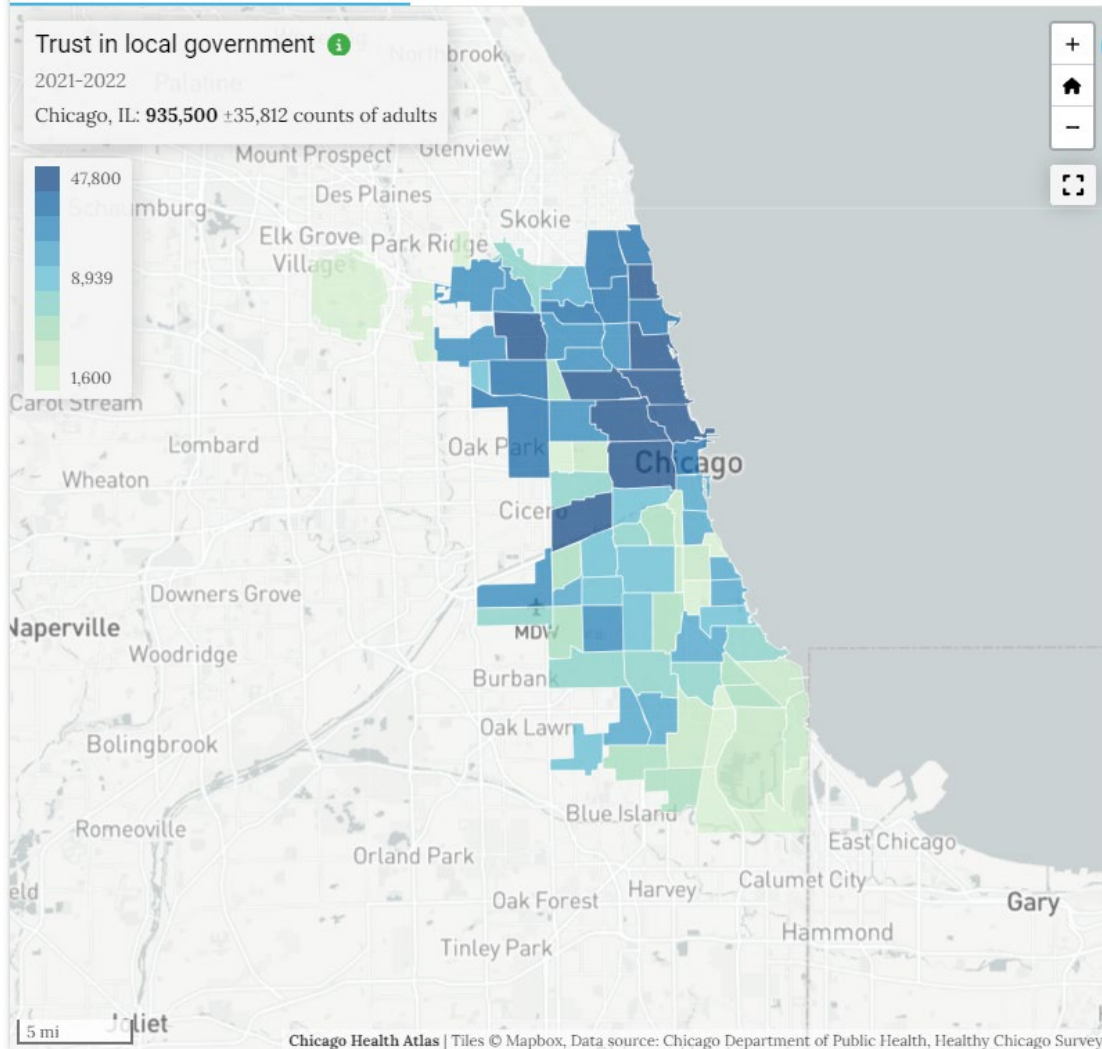 Trust in local government
2021-2022
Chicago, IL: 935,500 ±35,812 counts of adults
Northbrook
Palatine
+
−
47,800
8,939
1,600
Mount Prospect
Glenview
Des Plaines
Schaumburg
Skokie
Elk Grove
Village
Park Ridge
Carol Stream
Lombard
Oak Park
Chicago
Wheaton
Cicero
Downers Grove
Naperville
MDW
Woodridge
Burbank
Oak Lawn
Bolingbrook
Blue Island
Romeoville
East Chicago
Orland Park
Calumet City
Harvey
Oak Forest
Gary
Hammond
Tinley Park
Joliet
5 mi
Chicago Health Atlas | Tiles © Mapbox, Data source: Chicago Department of Public Health, Healthy Chicago Survey